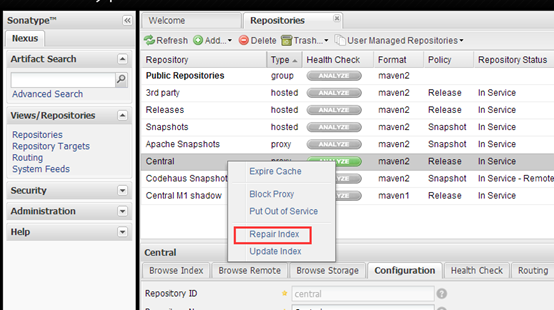 Sonatype™
Nexus
Artifact Search
Advanced Search
Views/Repositories
Repositories
Repository Targets
Routing
System Feeds
Security
Administration
Help
Welcome
Repositories
Refresh Add... Delete Trash... User Managed Repositories
Repository Type Health Check Format Policy Repository Status
Public Repositories group ANALYZE maven2
3rd party hosted ANALYZE maven2 Release In Service
Releases hosted ANALYZE maven2 Release In Service
Snapshots hosted ANALYZE maven2 Snapshot In Service
Apache Snapshots proxy ANALYZE maven2 Snapshot In Service
Central proxy ANALYZE maven2 Release In Service
Codehaus Snapshot maven2 Snapshot In Service - Remote
Central M1 shadow maven1 Release In Service
Expire Cache
Block Proxy
Put Out of Service
Repair Index
Update Index
Central
Browse Index Browse Remote Browse Storage Configuration Health Check Routing
Repository ID central